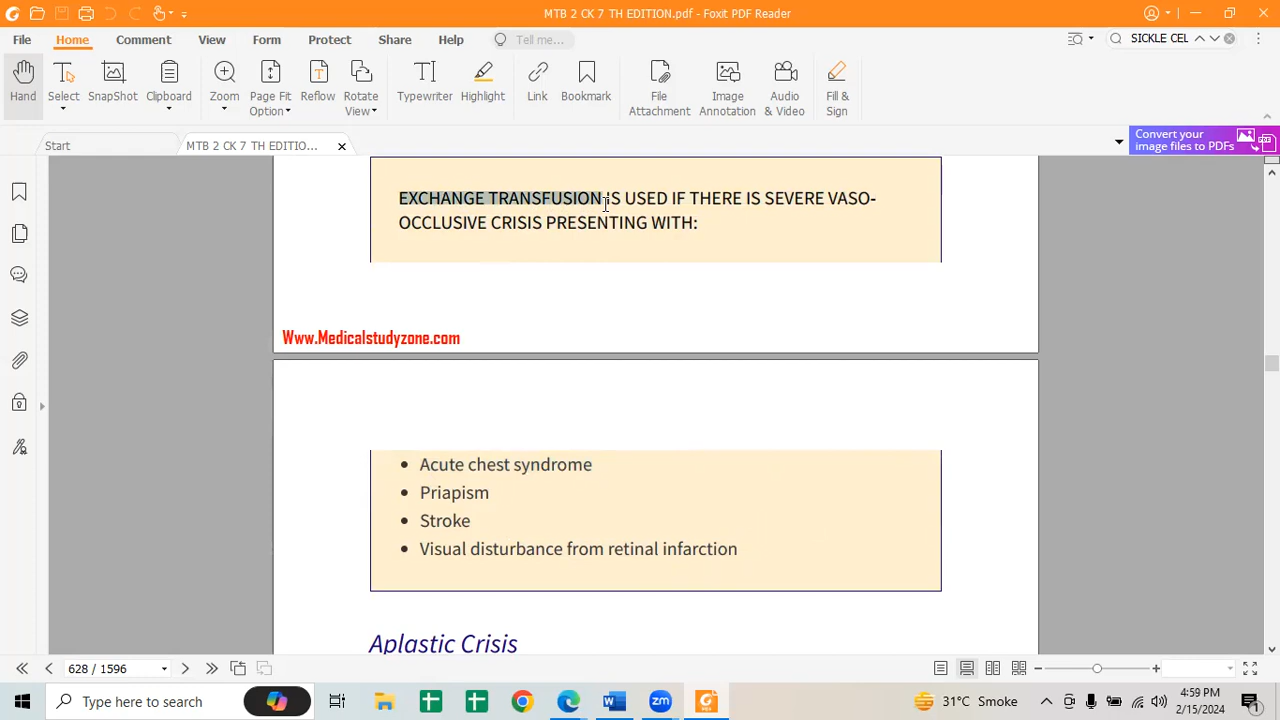 MTB 2 CK 7 TH EDITION.pdf - Foxit PDF Reader
File Home Comment View Form Protect Share Help Tell me... SICKLE CEL
Hand Select SnapShot Clipboard Zoom Page Fit Option Reflow Rotate View Typewriter Highlight Link Bookmark File Attachment Image Annotation Audio & Video Fill & Sign
Start MTB 2 CK 7 TH EDITIO...
Convert your
image files to PDFs
EXCHANGE TRANSFUSION IS USED IF THERE IS SEVERE VASO-
OCCLUSIVE CRISIS PRESENTING WITH:
Www.Medicalstudyzone.com
• Acute chest syndrome
• Priapism
• Stroke
• Visual disturbance from retinal infarction
Aplastic Crisis
628 / 1596
Type here to search
31°C Smoke
4:59 PM
2/15/2024